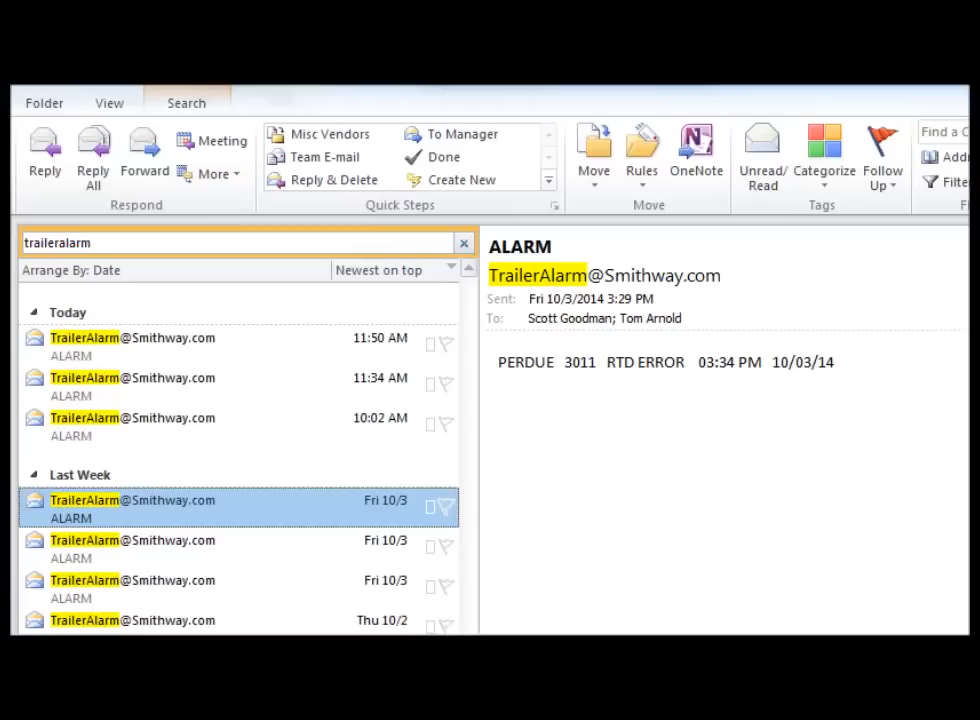 Folder View Search
Reply
Reply All
Forward
Meeting
More
Respond
Misc Vendors
Team E-mail
Reply & Delete
To Manager
Done
Create New
Quick Steps
Move
Rules
OneNote
Move
Unread/ Read
Categorize
Follow Up
Tags
Find a C
Addr
Filte
traileralarm
Arrange By: Date Newest on top
Today
TrailerAlarm@Smithway.com 11:50 AM
ALARM
TrailerAlarm@Smithway.com 11:34 AM
ALARM
TrailerAlarm@Smithway.com 10:02 AM
ALARM
Last Week
TrailerAlarm@Smithway.com Fri 10/3
ALARM
TrailerAlarm@Smithway.com Fri 10/3
ALARM
TrailerAlarm@Smithway.com Fri 10/3
ALARM
TrailerAlarm@Smithway.com Thu 10/2
ALARM
TrailerAlarm@Smithway.com
Sent: Fri 10/3/2014 3:29 PM
To: Scott Goodman; Tom Arnold
PERDUE 3011 RTD ERROR 03:34 PM 10/03/14